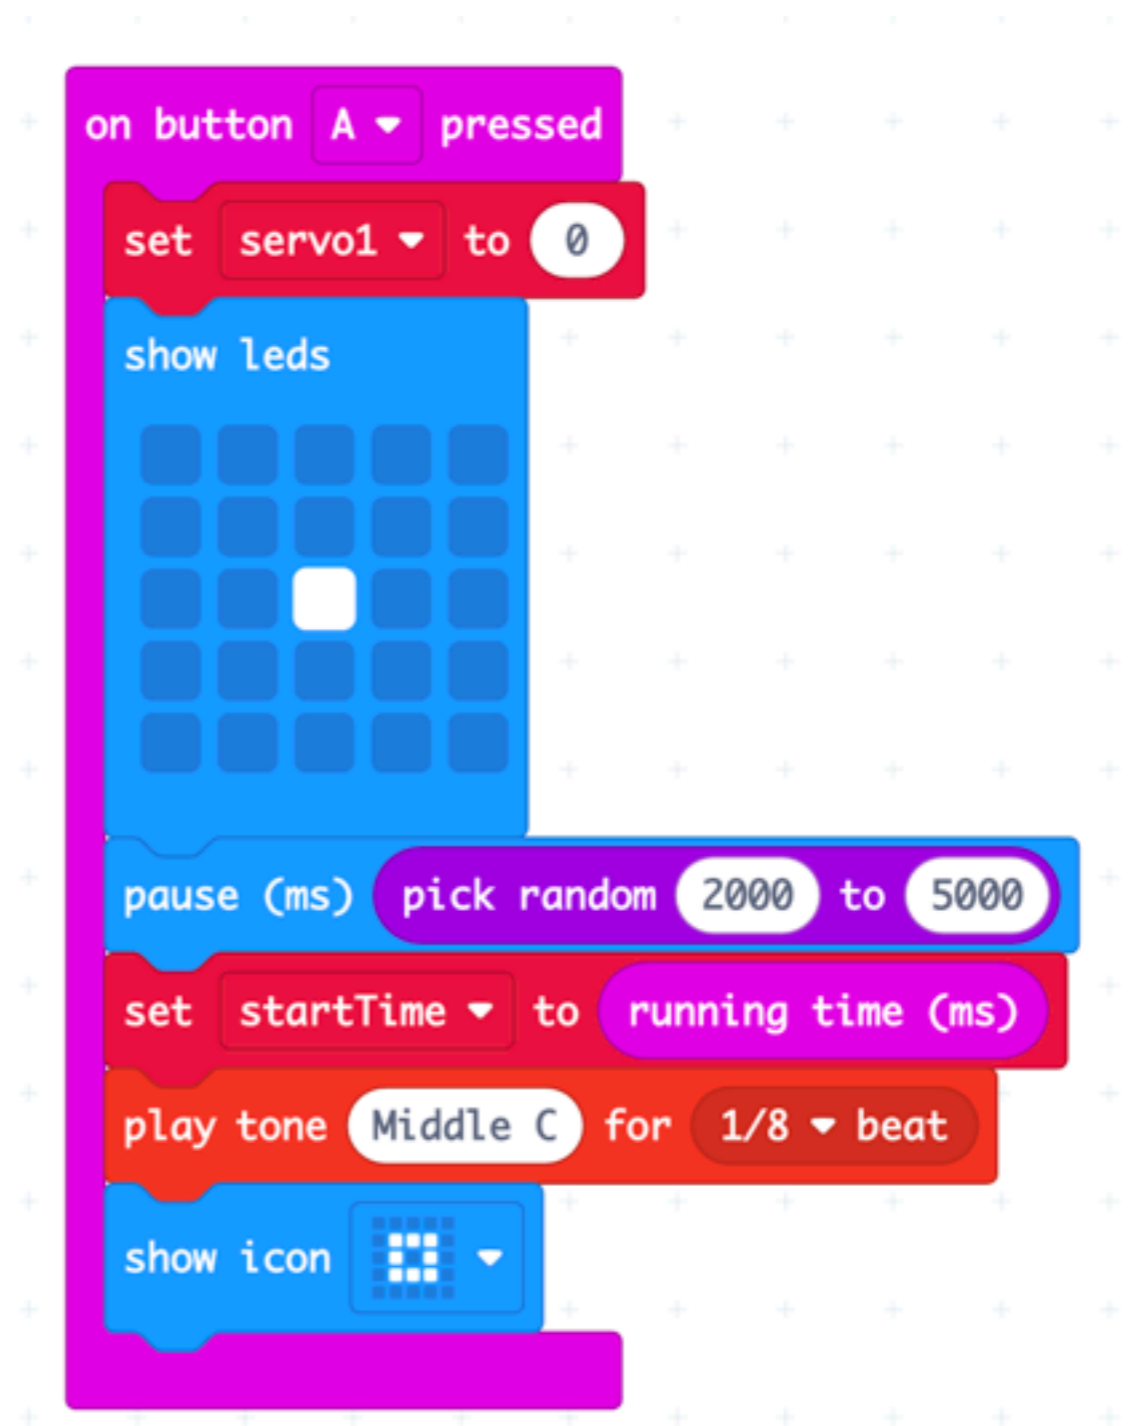 on button A pressed
set servo1 to 0
show leds
pause (ms) pick random 2000 to 5000
set startTime to running time (ms)
play tone Middle C for 1/8 beat
show icon